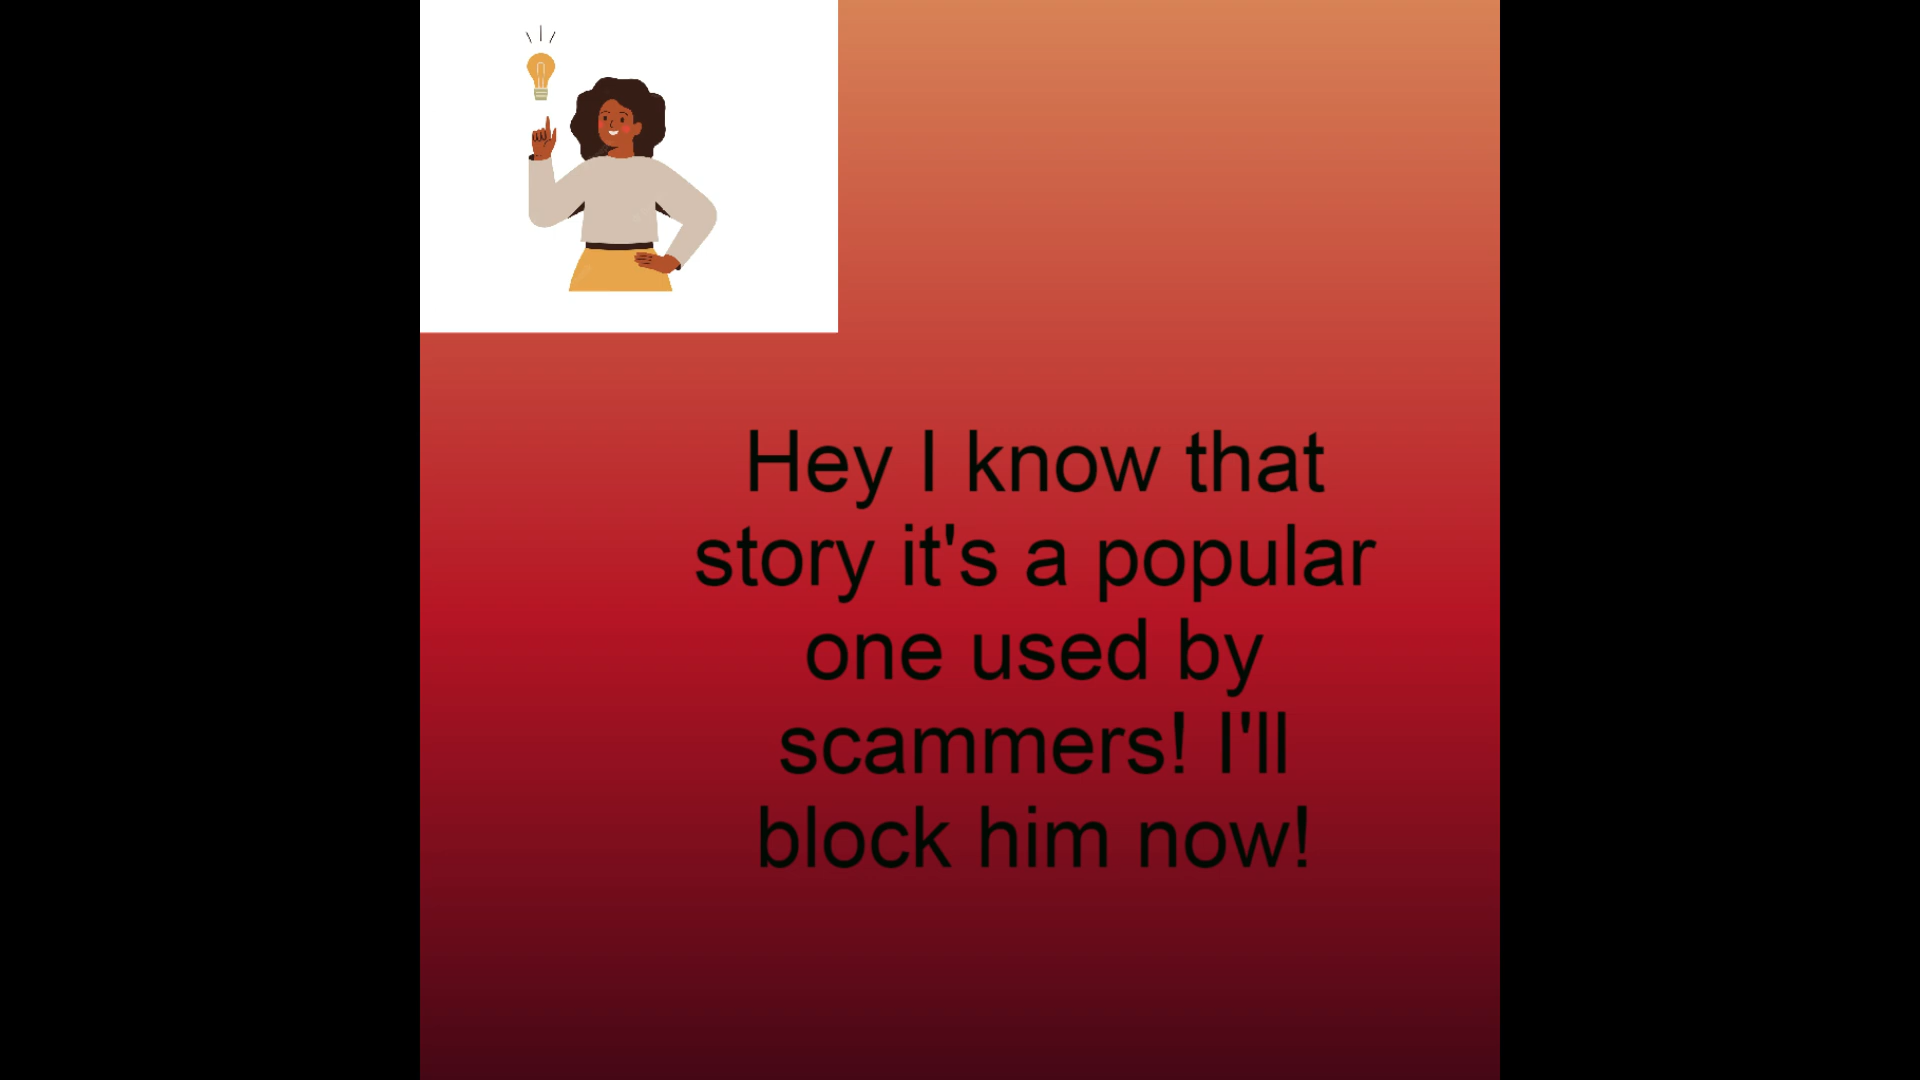 Hey I know that
story it's a popular
one used by
scammers! I'll
block him now!